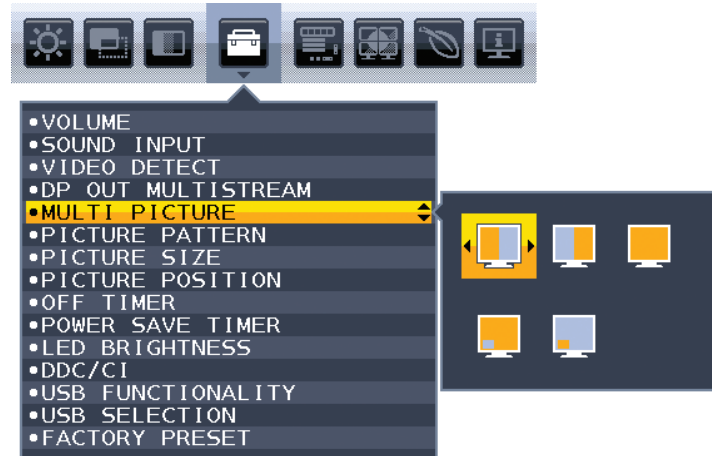 •VOLUME
•SOUND INPUT
•VIDEO DETECT
•DP OUT MULTISTREAM
•MULTI PICTURE
•PICTURE PATTERN
•PICTURE SIZE
•PICTURE POSITION
•OFF TIMER
•POWER SAVE TIMER
•LED BRIGHTNESS
•DDC/CI
•USB FUNCTIONALITY
•USB SELECTION
•FACTORY PRESET